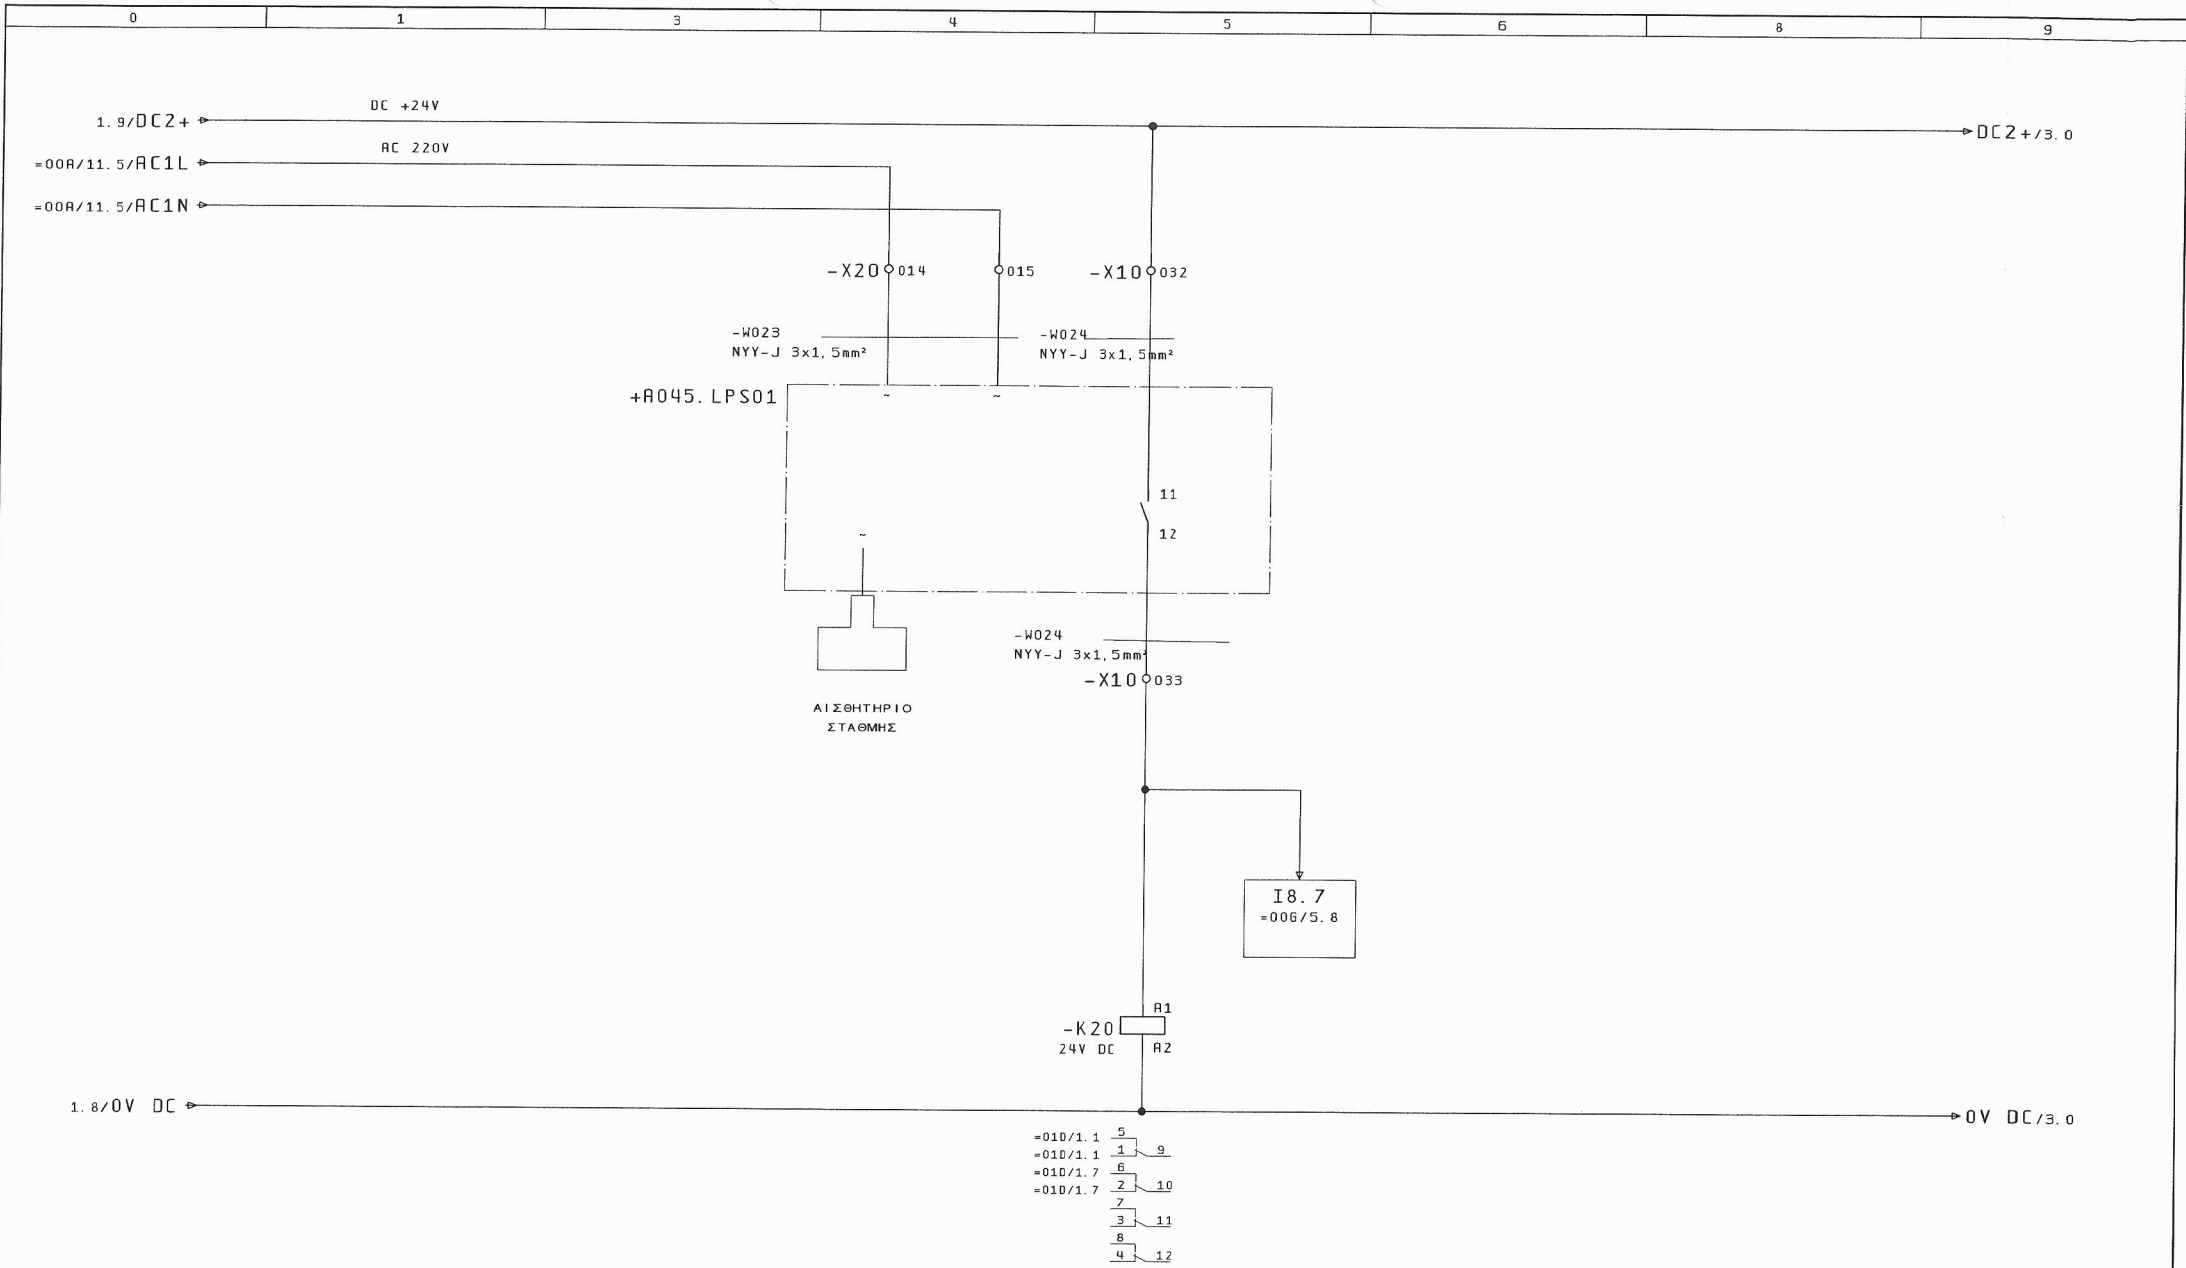 0 1 3 4 5 6 8 9
DC +24V
1.9/DC2+
DC2+/3.0
AC 220V
=00A/11.5/AC1L
=00A/11.5/AC1N
-X20 014 015 -X10 032
-W023 -W024
NYY-J 3x1,5mm² NYY-J 3x1,5mm²
+A045.LPS01
~ ~
11
~ 12
-W024
NYY-J 3x1,5mm²
-X10 033
ΑΙΣΘΗΤΗΡΙΟ
ΣΤΑΘΜΗΣ
I8.7
=00G/5.8
A1
-K20
24V DC A2
1.8/0V DC
0V DC/3.0
=01D/1.1 5
=01D/1.1 1 9
=01D/1.7 6
=01D/1.7 2 10
7
3 11
8
4 12